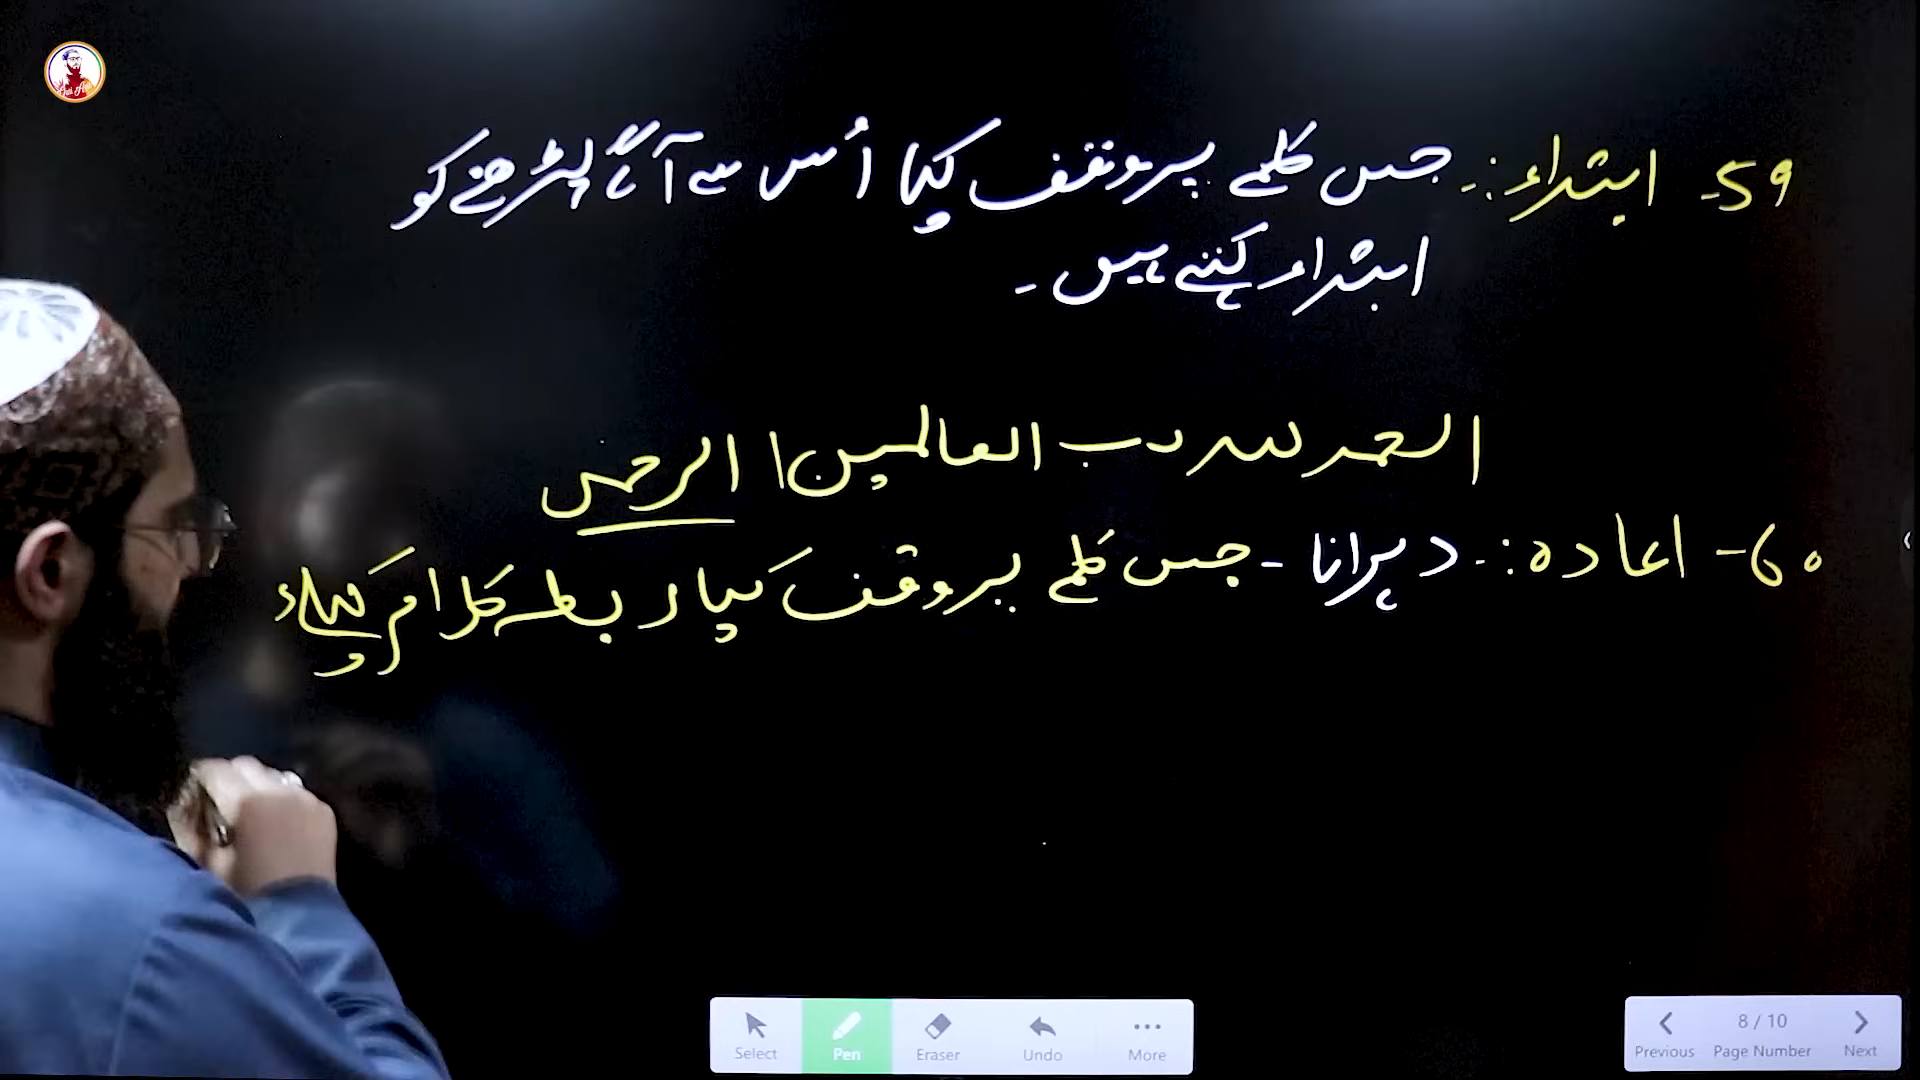 59- ابتداء:۔ جس کلمے پر وقف کیا اُس سے آگے پڑھنے کو
ابتداء کہتے ہیں۔
الحمد للہ رب العالمین | الرحمن
60- اعادہ:۔ دہرانا - جس کلمے پر وقف کیا
Select
Pen
Eraser
Undo
More
8 / 10
Previous
Page Number
Next